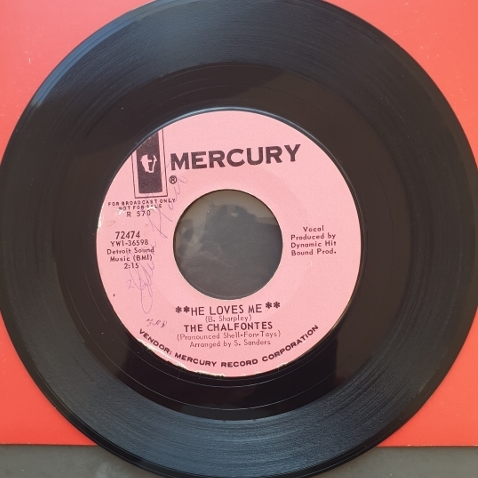 MERCURY
®
FOR BROADCAST ONLY
NOT FOR SALE
R 570
72474
YW1-36598
Detroit Sound
Music (BMI)
2:15
Vocal
Produced by
Dynamic Hit
Bound Prod.
**HE LOVES ME**
(B. Sharpley)
THE CHALFONTES
(Pronounced Shell-Fon-Tays)
Arranged by S. Sanders
VENDOR: MERCURY RECORD CORPORATION